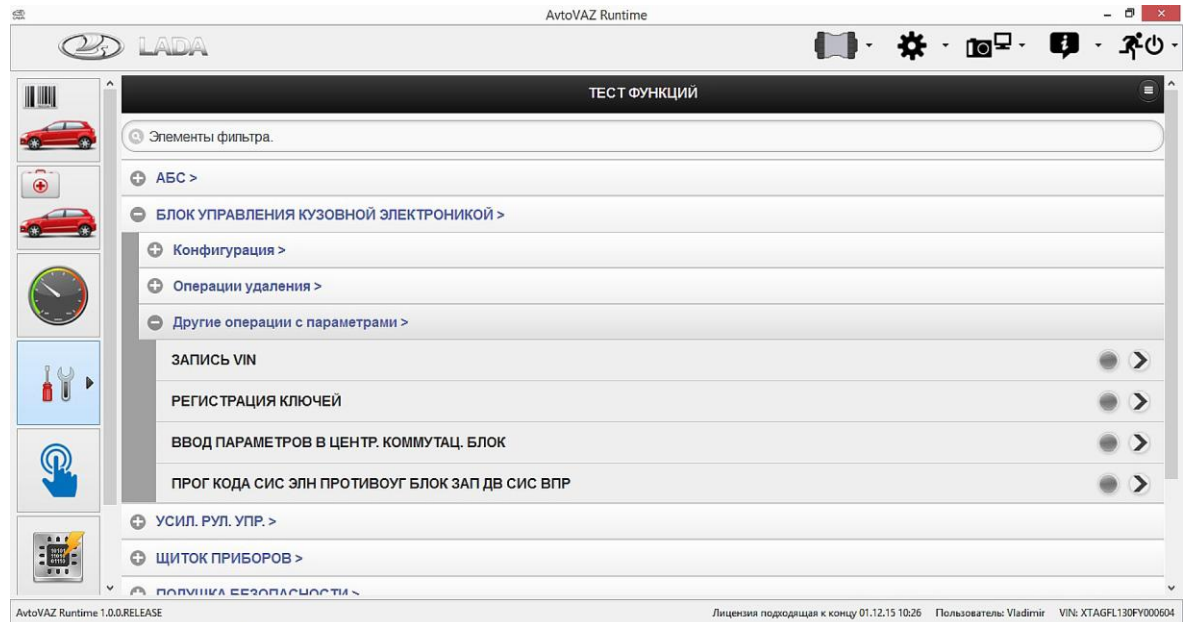 AvtoVAZ Runtime
LADA
ТЕСТ ФУНКЦИЙ
Элементы фильтра.
АБС >
БЛОК УПРАВЛЕНИЯ КУЗОВНОЙ ЭЛЕКТРОНИКОЙ >
Конфигурация >
Операции удаления >
Другие операции с параметрами >
ЗАПИСЬ VIN
РЕГИСТРАЦИЯ КЛЮЧЕЙ
ВВОД ПАРАМЕТРОВ В ЦЕНТР. КОММУТАЦ. БЛОК
ПРОГ КОДА СИС ЭЛН ПРОТИВОУГ БЛОК ЗАП ДВ СИС ВПР
УСИЛ. РУЛ. УПР. >
ЩИТОК ПРИБОРОВ >
ПОДУШКА БЕЗОПАСНОСТИ >
AvtoVAZ Runtime 1.0.0.RELEASE
Лицензия подходящая к концу 01.12.15 10:26 Пользователь: Vladimir VIN: XTAGFL130FY000604